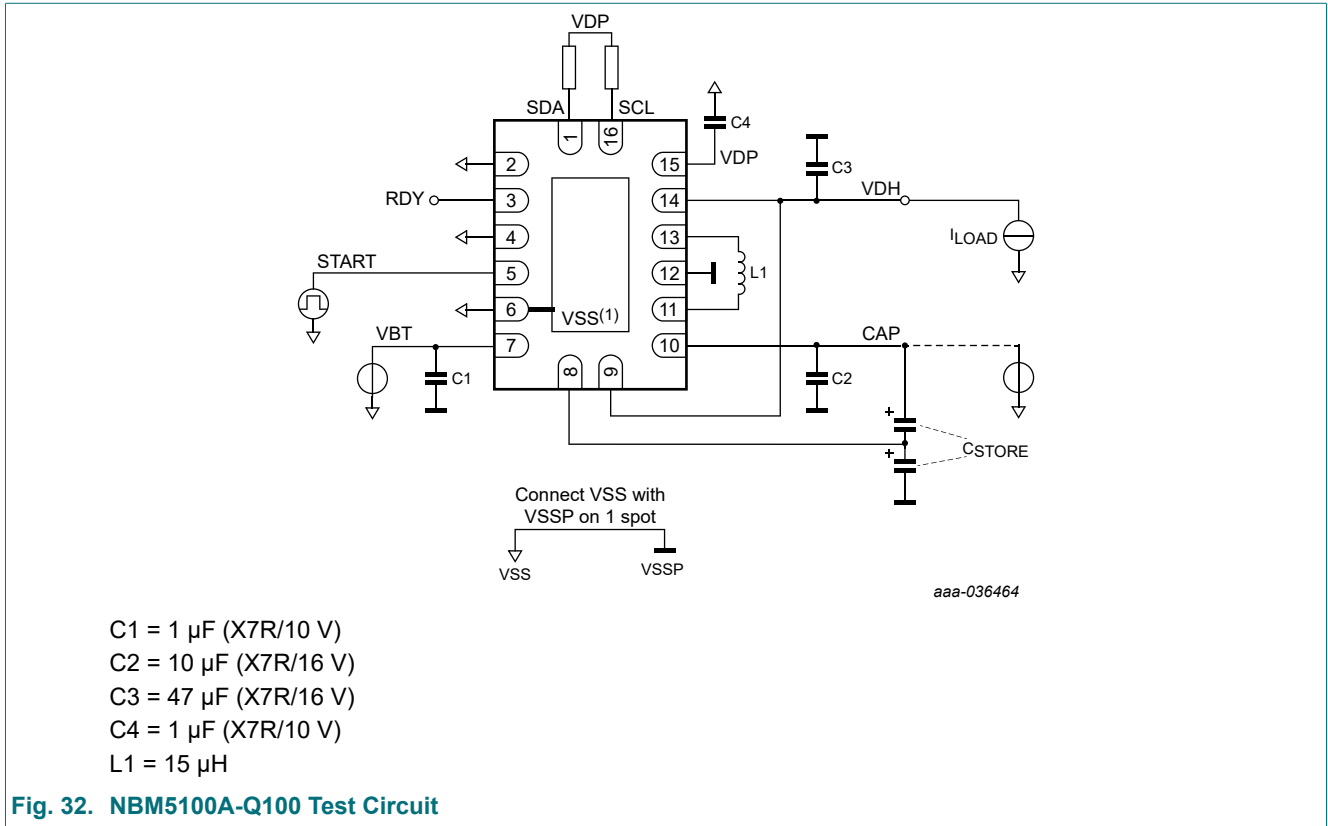 VDP
SDA
SCL
1
16
C4
2
15
VDP
C3
RDY
3
14
VDH
4
13
ILOAD
START
5
12
L1
6
VSS(1)
11
VBT
7
10
CAP
C1
8
9
C2
+
+
CSTORE
Connect VSS with
VSSP on 1 spot
VSS
VSSP
aaa-036464
C1 = 1 µF (X7R/10 V)
C2 = 10 µF (X7R/16 V)
C3 = 47 µF (X7R/16 V)
C4 = 1 µF (X7R/10 V)
L1 = 15 µH
Fig. 32. NBM5100A-Q100 Test Circuit